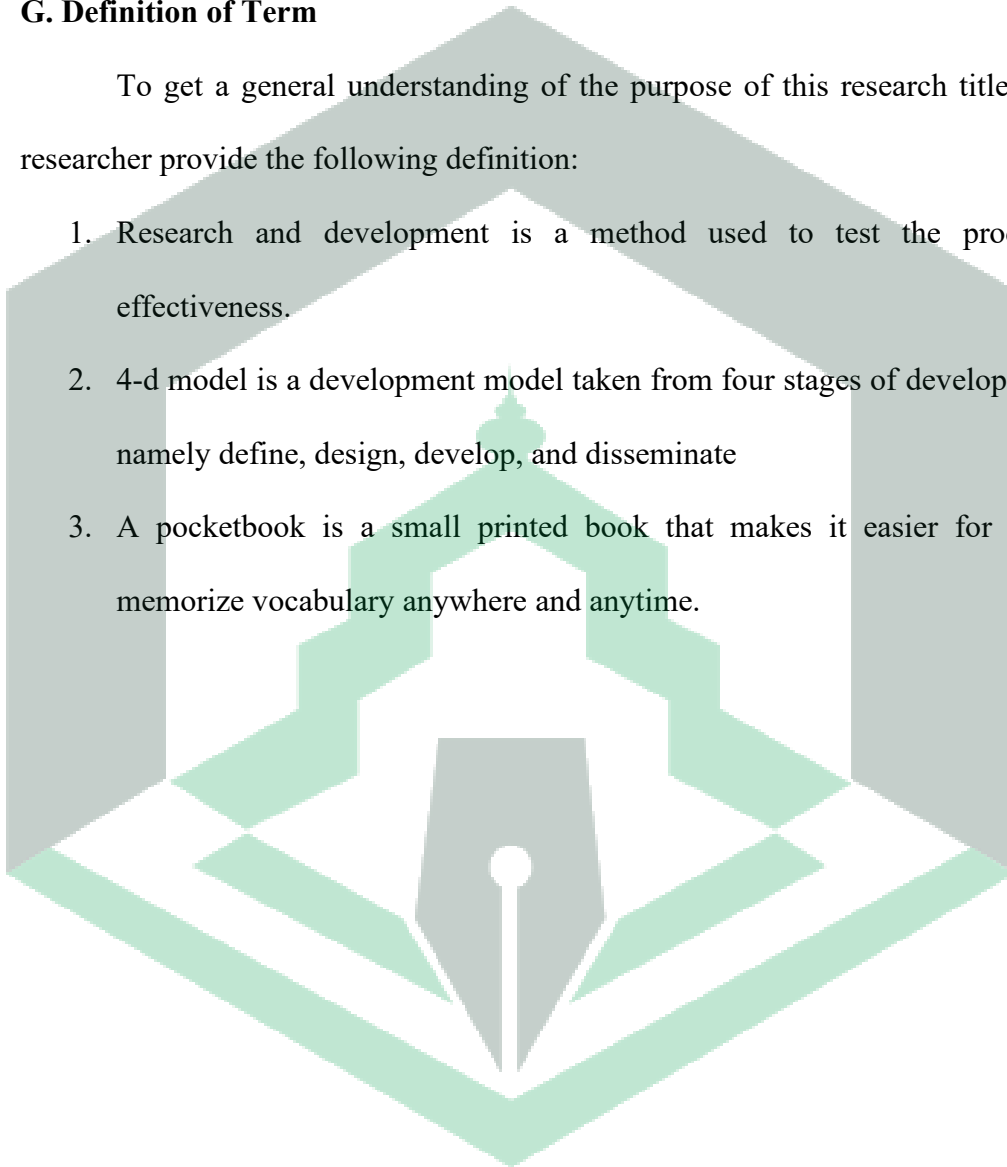 G. Definition of Term
To get a general understanding of the purpose of this research title
researcher provide the following definition:
1. Research and development is a method used to test the
effectiveness.
2. 4-d model is a development model taken from four stages of
namely define, design, develop, and disseminate
3. A pocketbook is a small printed book that makes it easier for
memorize vocabulary anywhere and anytime.